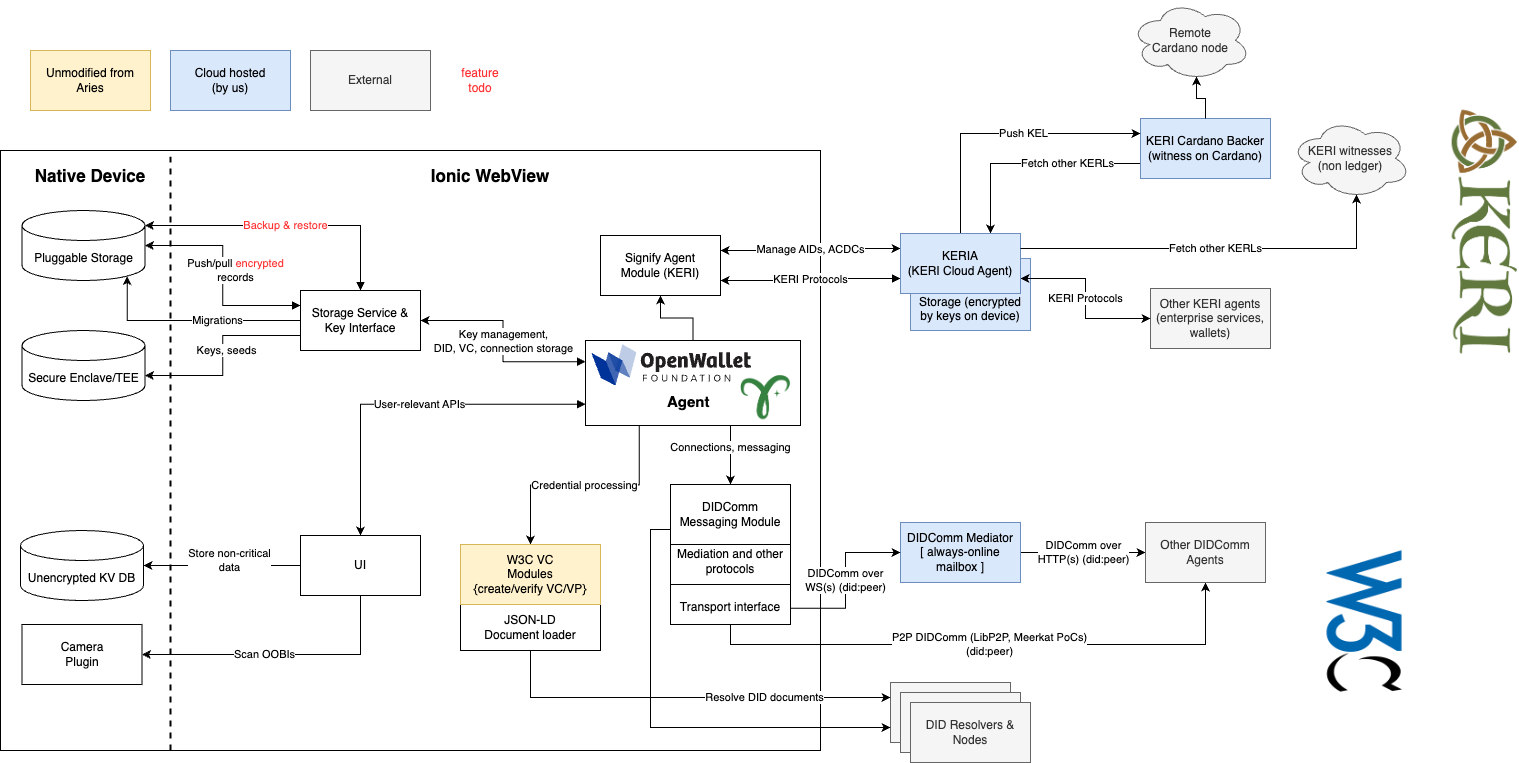 Unmodified from
Aries
Cloud hosted
(by us)
External
feature
todo
Remote
Cardano node
Push KEL
KERI Cardano Backer
(witness on Cardano)
Fetch other KERLs
KERI witnesses
(non ledger)
KERI
Native Device
Ionic WebView
Pluggable Storage
Backup & restore
Push/pull encrypted
records
Migrations
Storage Service &
Key Interface
Keys, seeds
Secure Enclave/TEE
Key management,
DID, VC, connection storage
Signify Agent
Module (KERI)
Manage AIDs, ACDCs
KERI Protocols
KERIA
(KERI Cloud Agent)
Storage (encrypted
by keys on device)
Fetch other KERLs
KERI Protocols
Other KERI agents
(enterprise services,
wallets)
OpenWallet
FOUNDATION
Agent
User-relevant APIs
Connections, messaging
Credential processing
DIDComm
Messaging Module
Mediation and other
protocols
Transport interface
W3C VC
Modules
{create/verify VC/VP}
JSON-LD
Document loader
UI
Store non-critical
data
Unencrypted KV DB
Camera
Plugin
Scan OOBIs
DIDComm over
WS(s) (did:peer)
DIDComm Mediator
[ always-online
mailbox ]
DIDComm over
HTTP(s) (did:peer)
Other DIDComm
Agents
P2P DIDComm (LibP2P, Meerkat PoCs)
(did:peer)
Resolve DID documents
DID Resolvers &
Nodes
W3C